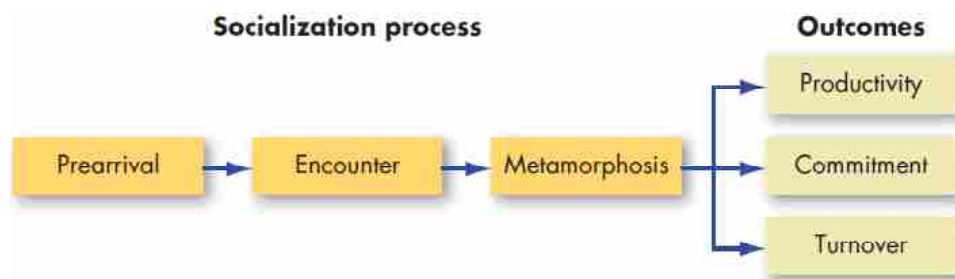 Socialization process
Outcomes
Productivity
Prearrival
Encounter
Metamorphosis
Commitment
Turnover